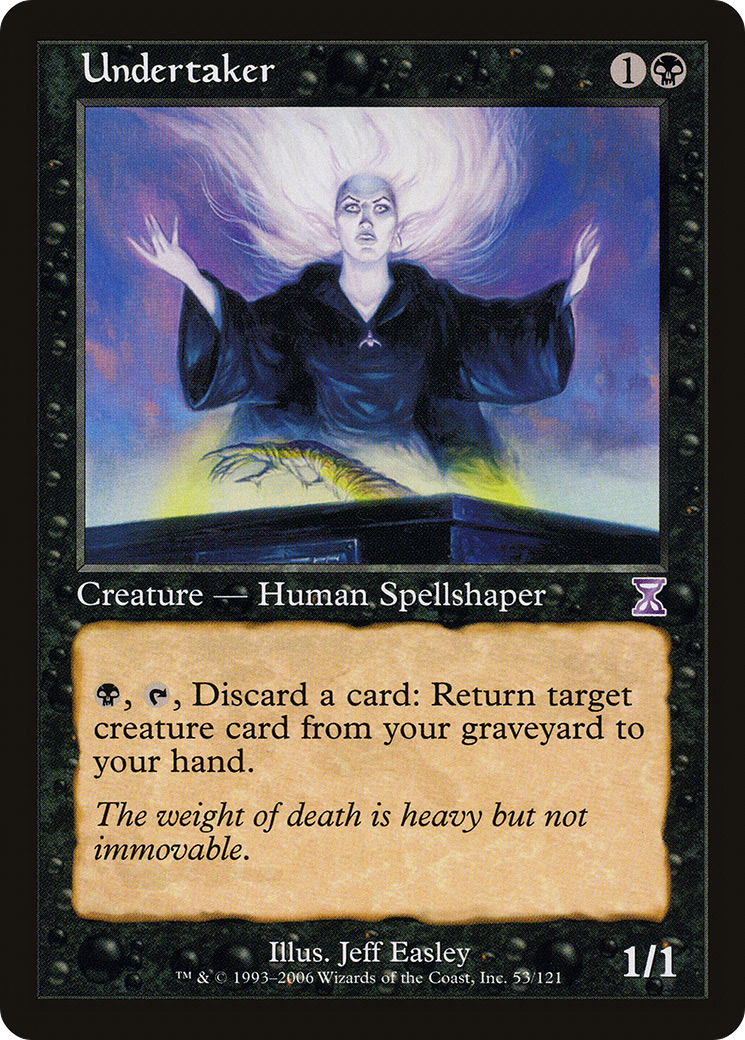 Undertaker 1
Creature — Human Spellshaper
, , Discard a card: Return target
creature card from your graveyard to
your hand.
The weight of death is heavy but not
immovable.
Illus. Jeff Easley
™ & © 1993–2006 Wizards of the Coast, Inc. 53/121
1/1